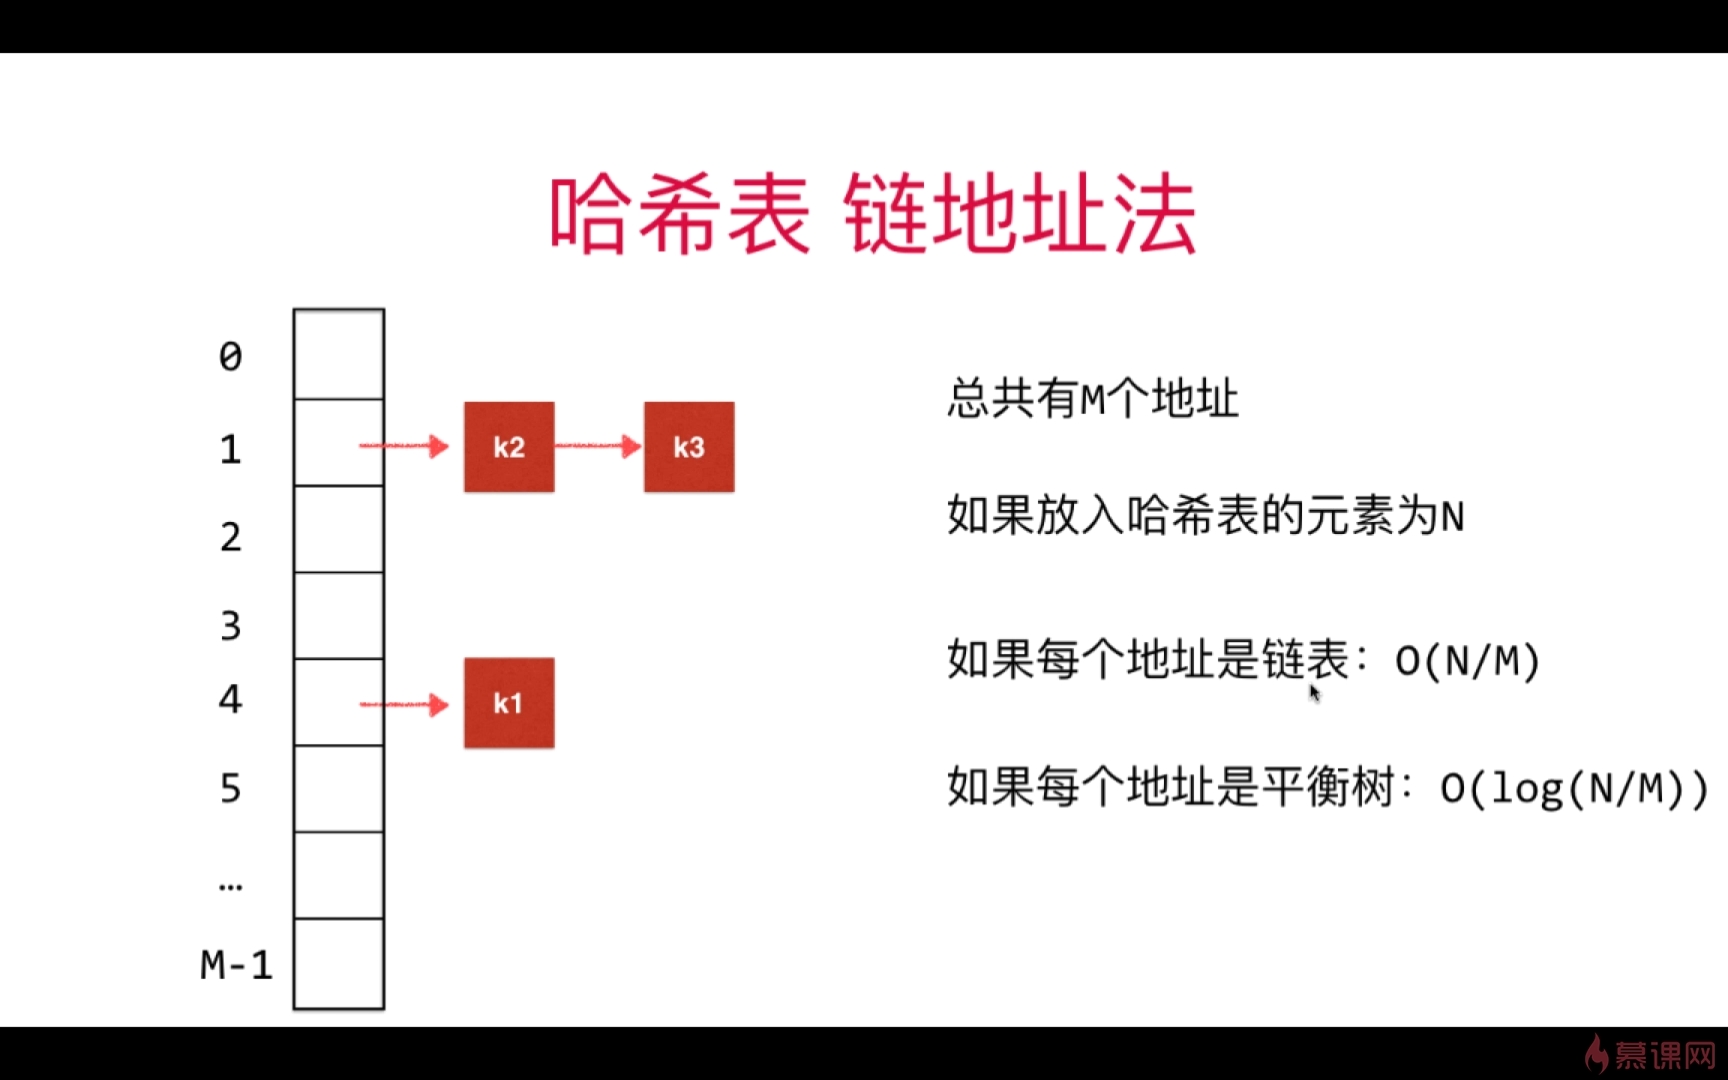 哈希表 链地址法
0
1
k2
k3
2
3
4
k1
5
…
M-1
总共有M个地址
如果放入哈希表的元素为N
如果每个地址是链表：O(N/M)
如果每个地址是平衡树：O(log(N/M))
慕课网